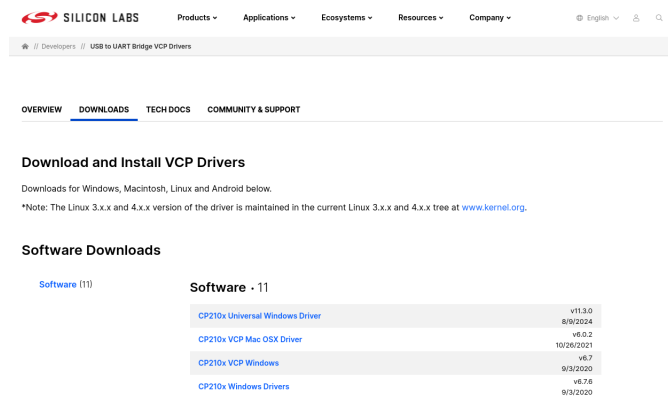 SILICON LABS
Products Applications Ecosystems Resources Company English
// Developers // USB to UART Bridge VCP Drivers
OVERVIEW DOWNLOADS TECH DOCS COMMUNITY & SUPPORT
Download and Install VCP Drivers
Downloads for Windows, Macintosh, Linux and Android below.
*Note: The Linux 3.x.x and 4.x.x version of the driver is maintained in the current Linux 3.x.x and 4.x.x tree at www.kernel.org.
Software Downloads
Software (11)
Software • 11
CP210x Universal Windows Driver v11.3.0
8/9/2024
CP210x VCP Mac OSX Driver v6.0.2
10/26/2021
CP210x VCP Windows v6.7
9/3/2020
CP210x Windows Drivers v6.7.6
9/3/2020